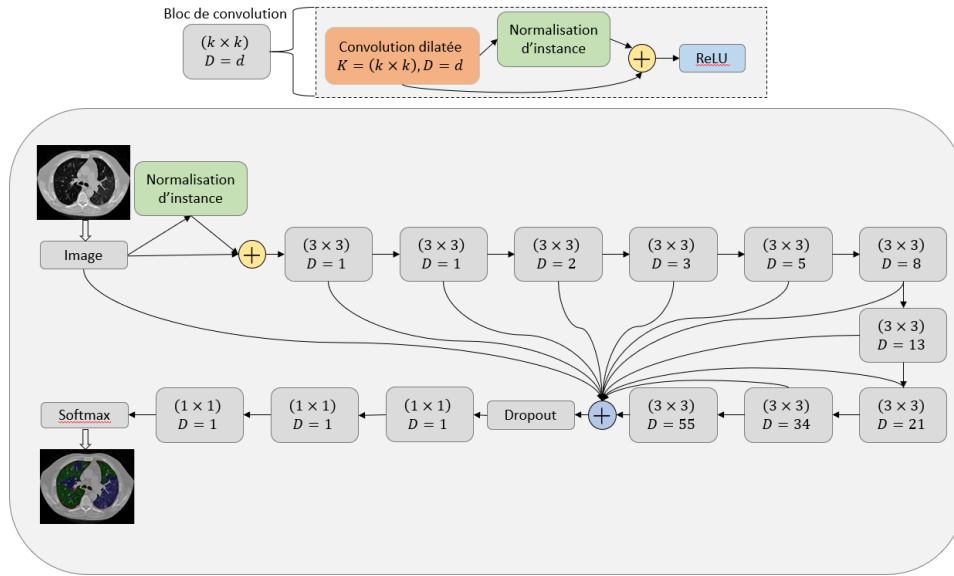 Bloc de convolution
(k × k)
D = d
Convolution dilatée
K = (k × k), D = d
Normalisation
d'instance
+
ReLU
Normalisation
d'instance
Image
+
(3 × 3)
D = 1
(3 × 3)
D = 1
(3 × 3)
D = 2
(3 × 3)
D = 3
(3 × 3)
D = 5
(3 × 3)
D = 8
(3 × 3)
D = 13
Softmax
(1 × 1)
D = 1
(1 × 1)
D = 1
(1 × 1)
D = 1
Dropout
+
(3 × 3)
D = 55
(3 × 3)
D = 34
(3 × 3)
D = 21